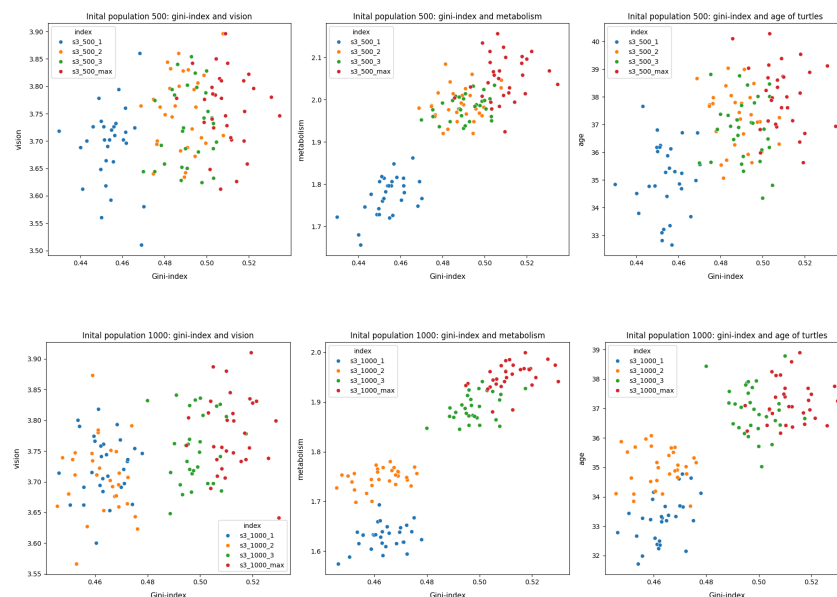 Inital population 500: gini-index and vision
3.90
3.85
3.80
3.75
3.70
3.65
3.60
3.55
3.50
vision
index
s3_500_1
s3_500_2
s3_500_3
s3_500_max
0.44 0.46 0.48 0.50 0.52
Gini-index
Inital population 500: gini-index and metabolism
2.1
2.0
1.9
1.8
1.7
metabolism
index
s3_500_1
s3_500_2
s3_500_3
s3_500_max
0.44 0.46 0.48 0.50 0.52
Gini-index
Inital population 500: gini-index and age of turtles
40
39
38
37
36
35
34
33
age
index
s3_500_1
s3_500_2
s3_500_3
s3_500_max
0.44 0.46 0.48 0.50 0.52
Gini-index
Inital population 1000: gini-index and vision
3.90
3.85
3.80
3.75
3.70
3.65
3.60
3.55
vision
index
s3_1000_1
s3_1000_2
s3_1000_3
s3_1000_max
0.46 0.48 0.50 0.52
Gini-index
Inital population 1000: gini-index and metabolism
2.0
1.9
1.8
1.7
1.6
metabolism
index
s3_1000_1
s3_1000_2
s3_1000_3
s3_1000_max
0.46 0.48 0.50 0.52
Gini-index
Inital population 1000: gini-index and age of turtles
39
38
37
36
35
34
33
32
age
index
s3_1000_1
s3_1000_2
s3_1000_3
s3_1000_max
0.46 0.48 0.50 0.52
Gini-index